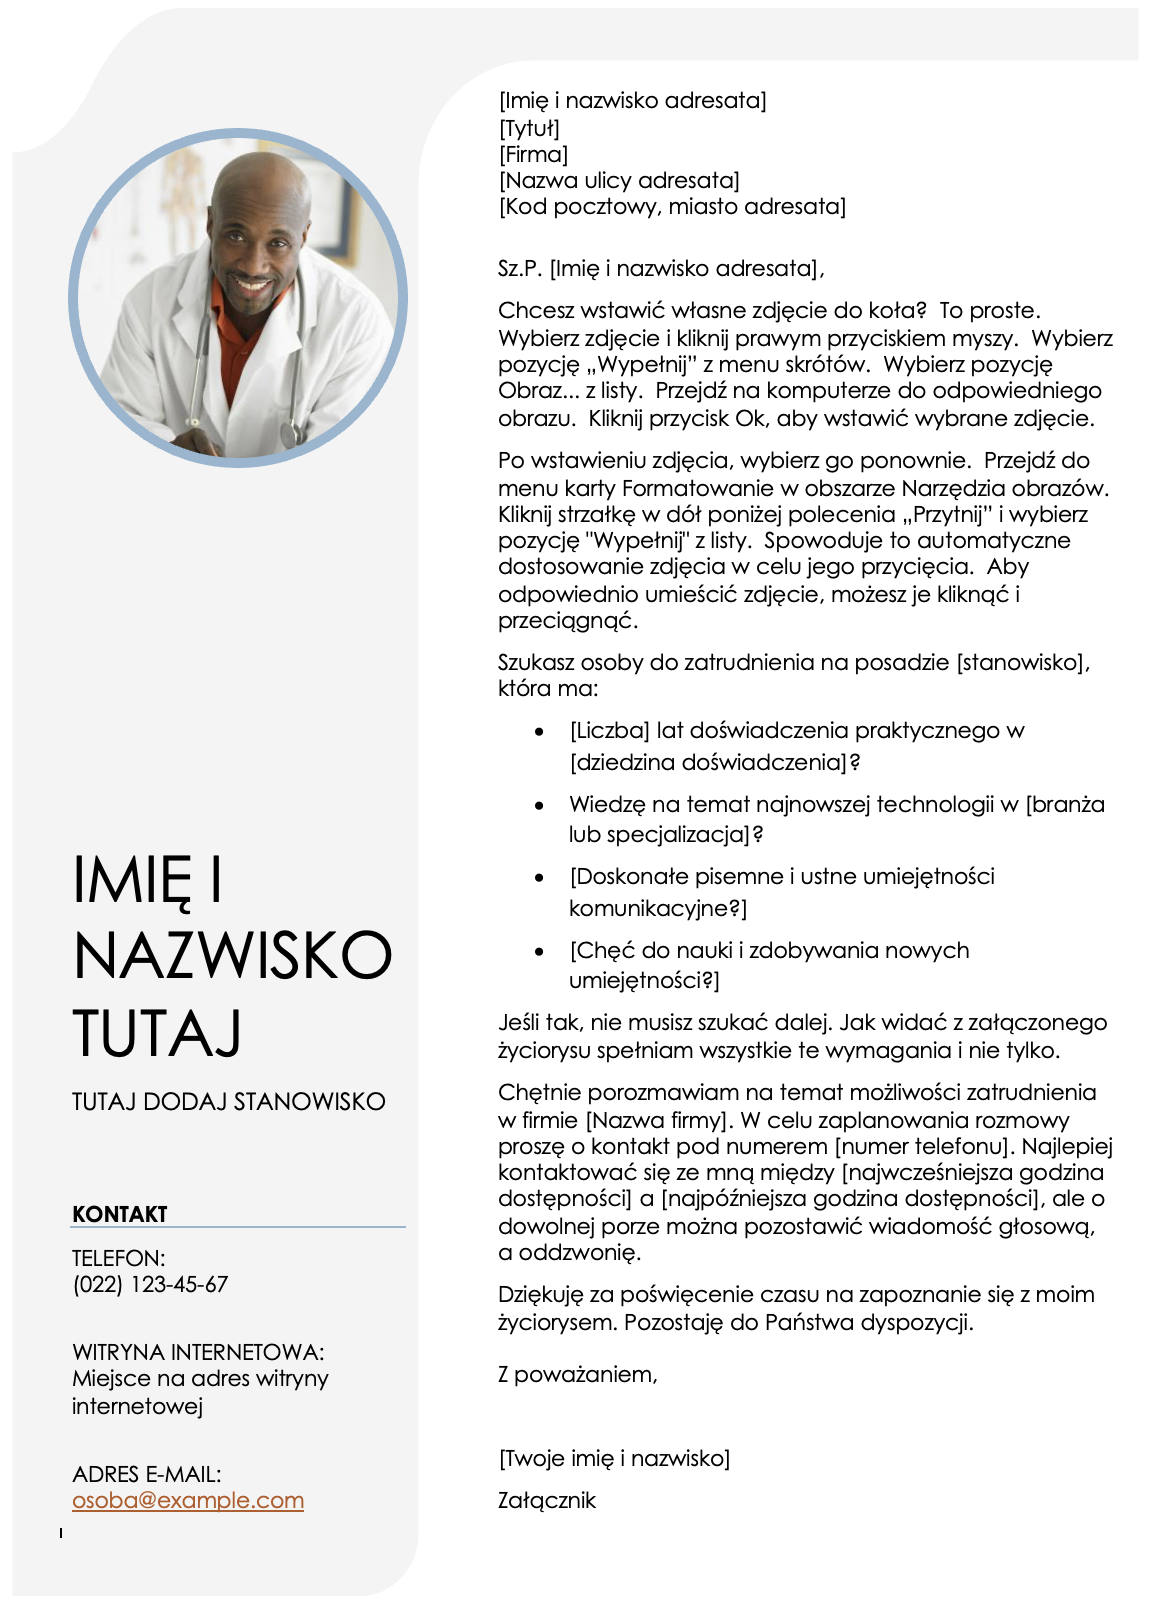 [Imię i nazwisko adresata]
[Tytuł]
[Firma]
[Nazwa ulicy adresata]
[Kod pocztowy, miasto adresata]
Sz.P. [Imię i nazwisko adresata],
Chcesz wstawić własne zdjęcie do koła?  To proste.
Wybierz zdjęcie i kliknij prawym przyciskiem myszy.  Wybierz
pozycję „Wypełnij” z menu skrótów.  Wybierz pozycję
Obraz... z listy.  Przejdź na komputerze do odpowiedniego
obrazu.  Kliknij przycisk Ok, aby wstawić wybrane zdjęcie.
Po wstawieniu zdjęcia, wybierz go ponownie.  Przejdź do
menu karty Formatowanie w obszarze Narzędzia obrazów.
Kliknij strzałkę w dół poniżej polecenia „Przytnij” i wybierz
pozycję "Wypełnij" z listy.  Spowoduje to automatyczne
dostosowanie zdjęcia w celu jego przycięcia.  Aby
odpowiednio umieścić zdjęcie, możesz je kliknąć i
przeciągnąć.
Szukasz osoby do zatrudnienia na posadzie [stanowisko],
która ma:
• [Liczba] lat doświadczenia praktycznego w
[dziedzina doświadczenia]?
• Wiedzę na temat najnowszej technologii w [branża
lub specjalizacja]?
• [Doskonałe pisemne i ustne umiejętności
komunikacyjne?]
• [Chęć do nauki i zdobywania nowych
umiejętności?]
Jeśli tak, nie musisz szukać dalej. Jak widać z załączonego
życiorysu spełniam wszystkie te wymagania i nie tylko.
Chętnie porozmawiam na temat możliwości zatrudnienia
w firmie [Nazwa firmy]. W celu zaplanowania rozmowy
proszę o kontakt pod numerem [numer telefonu]. Najlepiej
kontaktować się ze mną między [najwcześniejsza godzina
dostępności] a [najpóźniejsza godzina dostępności], ale o
dowolnej porze można pozostawić wiadomość głosową,
a oddzwonię.
Dziękuję za poświęcenie czasu na zapoznanie się z moim
życiorysem. Pozostaję do Państwa dyspozycji.
Z poważaniem,
[Twoje imię i nazwisko]
Załącznik
IMIĘ I
NAZWISKO
TUTAJ
TUTAJ DODAJ STANOWISKO
KONTAKT
TELEFON:
(022) 123-45-67
WITRYNA INTERNETOWA:
Miejsce na adres witryny
internetowej
ADRES E-MAIL:
osoba@example.com